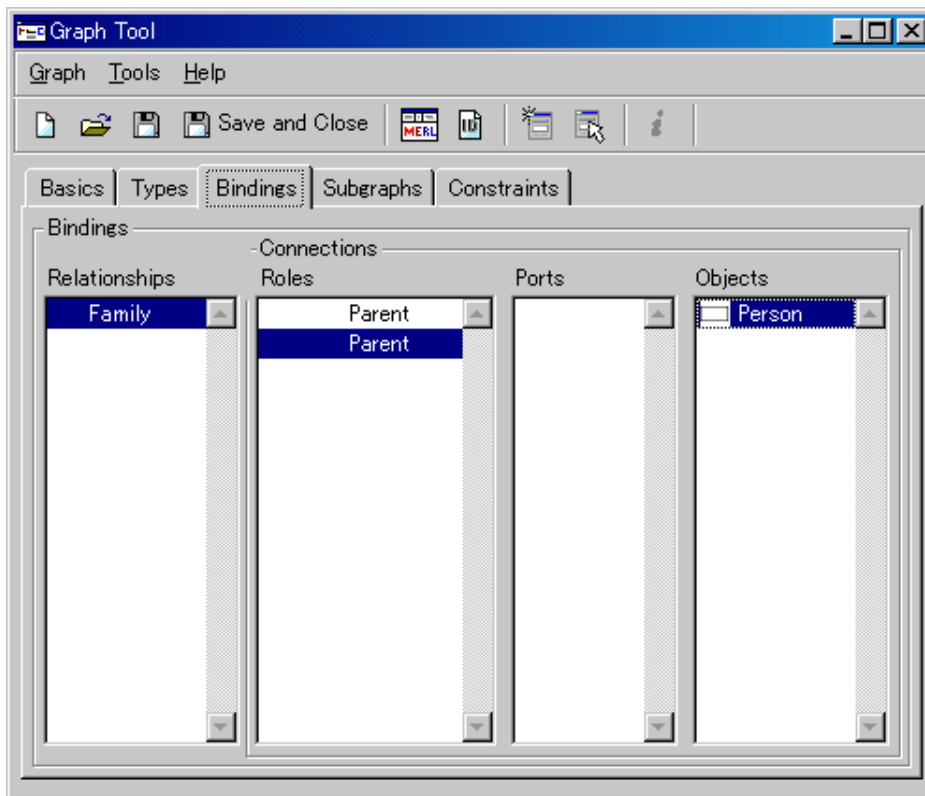 Graph Tool
Graph Tools Help
Save and Close MERL ID i
Basics Types Bindings Subgraphs Constraints
Bindings
Connections
Relationships Roles Ports Objects
Family Parent Person
Parent